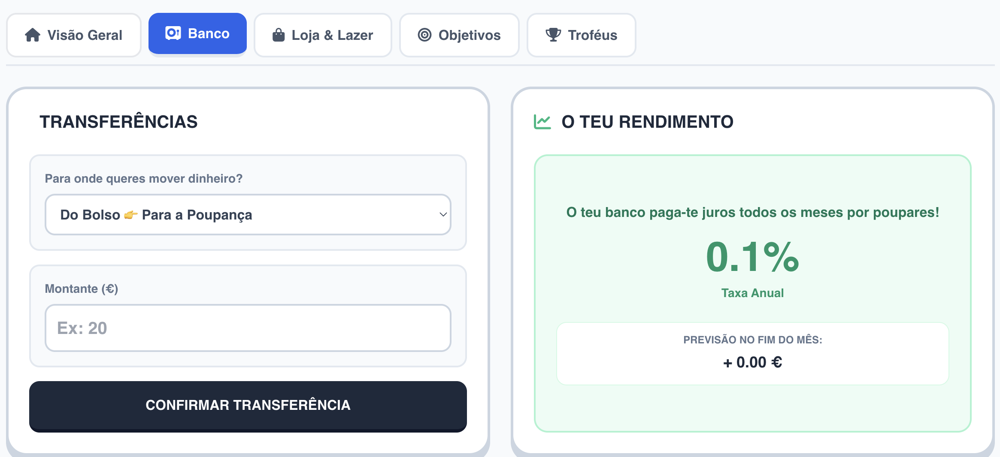 Visão Geral
Banco
Loja & Lazer
Objetivos
Troféus
TRANSFERÊNCIAS
Para onde queres mover dinheiro?
Do Bolso 👉 Para a Poupança
Montante (€)
Ex: 20
CONFIRMAR TRANSFERÊNCIA
O TEU RENDIMENTO
O teu banco paga-te juros todos os meses por poupares!
0.1%
Taxa Anual
PREVISÃO NO FIM DO MÊS:
+ 0.00 €